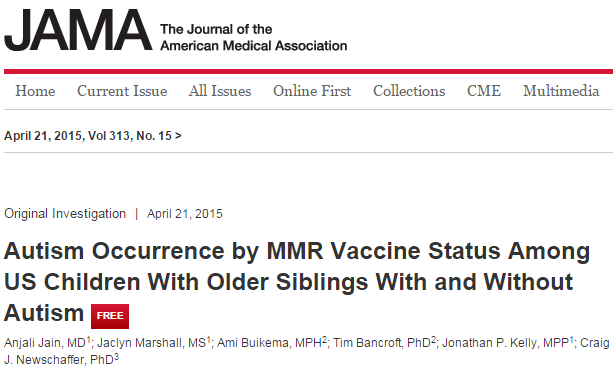 JAMA The Journal of the
American Medical Association
Home Current Issue All Issues Online First Collections CME Multimedia
April 21, 2015, Vol 313, No. 15 >
Original Investigation | April 21, 2015
Autism Occurrence by MMR Vaccine Status Among
US Children With Older Siblings With and Without
Autism FREE
Anjali Jain, MD1; Jaclyn Marshall, MS1; Ami Buikema, MPH2; Tim Bancroft, PhD2; Jonathan P. Kelly, MPP1; Craig
J. Newschaffer, PhD3